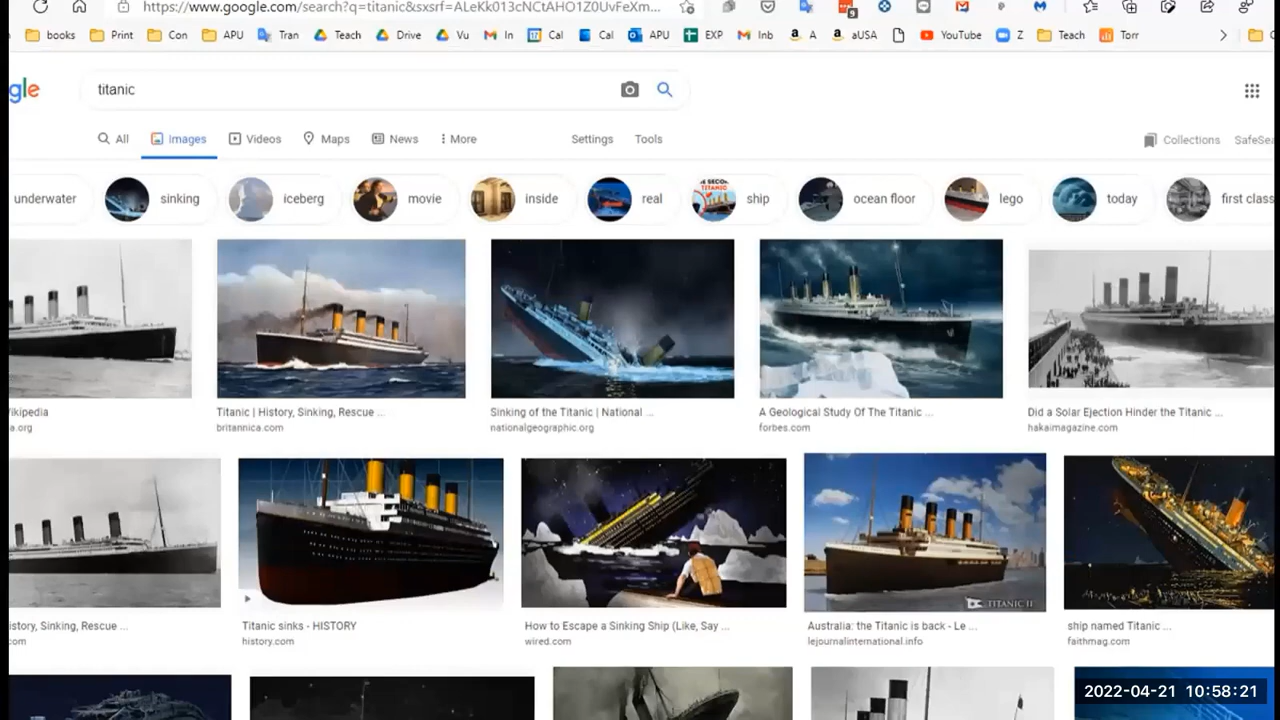 https://www.google.com/search?q=titanic&sxsrf=ALeKk013cNCtAHO1Z0UvFeXm...
9
books Print Con APU Tran Teach Drive Vu In Cal Cal APU EXP Inb A aUSA YouTube Z Teach Torr
gle titanic
All Images Videos Maps News More Settings Tools Collections SafeSea
underwater sinking iceberg movie inside real ship ocean floor lego today first class
Vikipedia Titanic | History, Sinking, Rescue ... Sinking of the Titanic | National ... A Geological Study Of The Titanic ... Did a Solar Ejection Hinder the Titanic ...
a.org britannica.com nationalgeographic.org forbes.com hakaimagazine.com
TITANIC II
istory, Sinking, Rescue ... Titanic sinks - HISTORY How to Escape a Sinking Ship (Like, Say ... Australia: the Titanic is back - Le ... ship named Titanic ...
com history.com wired.com lejournalinternational.info faithmag.com
2022-04-21 10:58:21